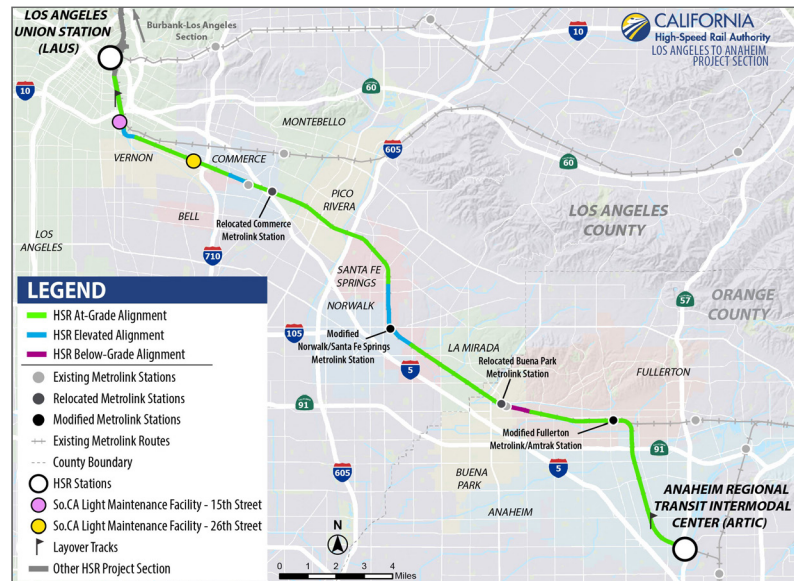 LOS ANGELES
UNION STATION
(LAUS)
Burbank-Los Angeles
Section
CALIFORNIA
High-Speed Rail Authority
LOS ANGELES TO ANAHEIM
PROJECT SECTION
10
10
60
MONTEBELLO
605
60
VERNON
COMMERCE
PICO
RIVERA
BELL
Relocated Commerce
Metrolink Station
LOS ANGELES
COUNTY
LOS
ANGELES
710
SANTA FE
SPRINGS
57
ORANGE
COUNTY
NORWALK
105
Modified
Norwalk/Santa Fe Springs
Metrolink Station
LA MIRADA
Relocated Buena Park
Metrolink Station
5
FULLERTON
91
Modified Fullerton
Metrolink/Amtrak Station
91
605
BUENA
PARK
5
ANAHEIM
ANAHEIM REGIONAL
TRANSIT INTERMODAL
CENTER (ARTIC)
LEGEND
HSR At-Grade Alignment
HSR Elevated Alignment
HSR Below-Grade Alignment
Existing Metrolink Stations
Relocated Metrolink Stations
Modified Metrolink Stations
Existing Metrolink Routes
County Boundary
HSR Stations
So.CA Light Maintenance Facility - 15th Street
So.CA Light Maintenance Facility - 26th Street
Layover Tracks
Other HSR Project Section
N
0 1 2 3 4
Miles